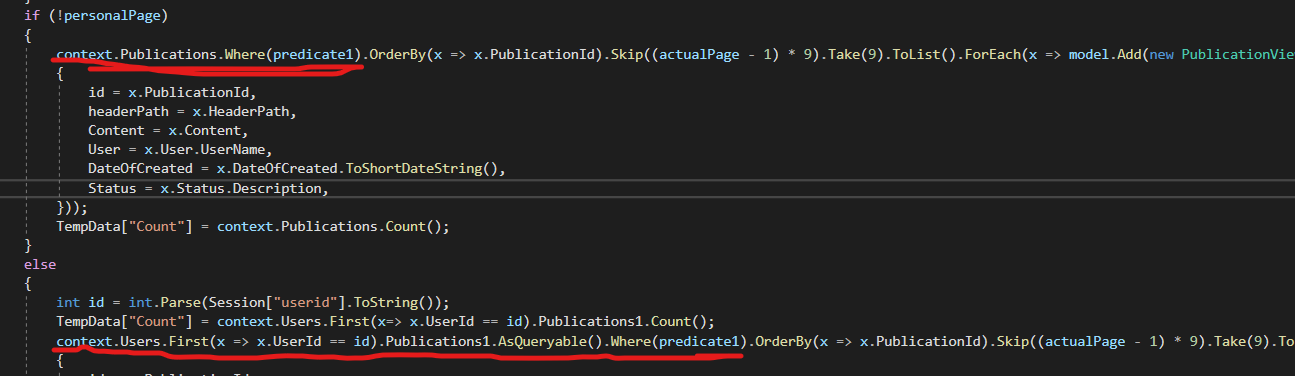 if (!personalPage)
{
context.Publications.Where(predicate1).OrderBy(x => x.PublicationId).Skip((actualPage - 1) * 9).Take(9).ToList().ForEach(x => model.Add(new PublicationView
{
id = x.PublicationId,
headerPath = x.HeaderPath,
Content = x.Content,
User = x.User.UserName,
DateOfCreated = x.DateOfCreated.ToShortDateString(),
Status = x.Status.Description,
}));
TempData["Count"] = context.Publications.Count();
}
else
{
int id = int.Parse(Session["userid"].ToString());
TempData["Count"] = context.Users.First(x=> x.UserId == id).Publications1.Count();
context.Users.First(x => x.UserId == id).Publications1.AsQueryable().Where(predicate1).OrderBy(x => x.PublicationId).Skip((actualPage - 1) * 9).Take(9).To
{